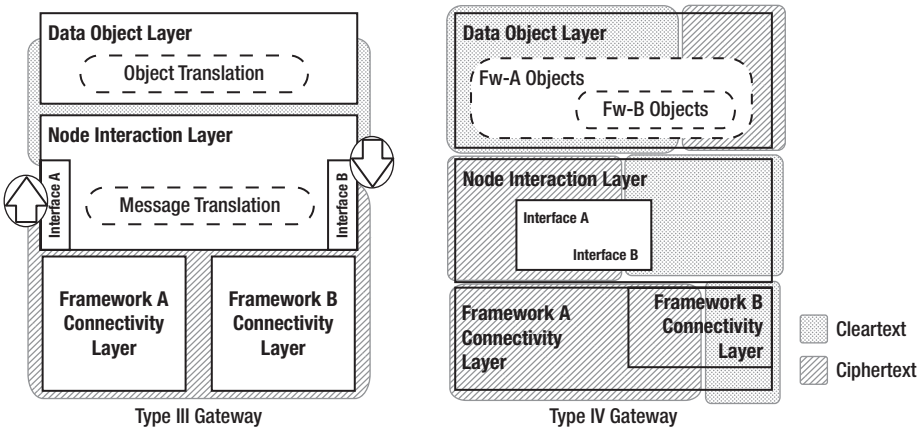 Data Object Layer
Object Translation
Node Interaction Layer
Interface A
Message Translation
Interface B
Framework A
Connectivity
Layer
Framework B
Connectivity
Layer
Type III Gateway
Data Object Layer
Fw-A Objects
Fw-B Objects
Node Interaction Layer
Interface A
Interface B
Framework A
Connectivity
Layer
Framework B
Connectivity
Layer
Type IV Gateway
Cleartext
Ciphertext